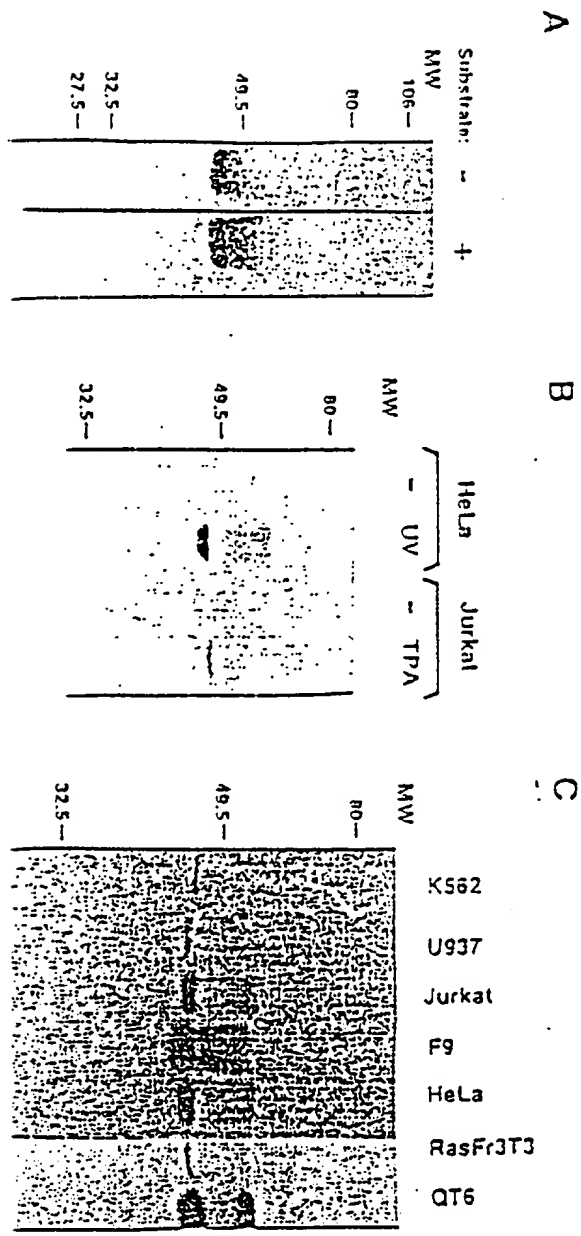 A
Substrate: - +
MW
106—
80—
49.5—
32.5—
27.5—
B
HeLa Jurkat
- UV - TPA
MW
80—
49.5—
32.5—
C
K562
U937
Jurkat
F9
HeLa
RasFr3T3
QT6
MW
80—
49.5—
32.5—